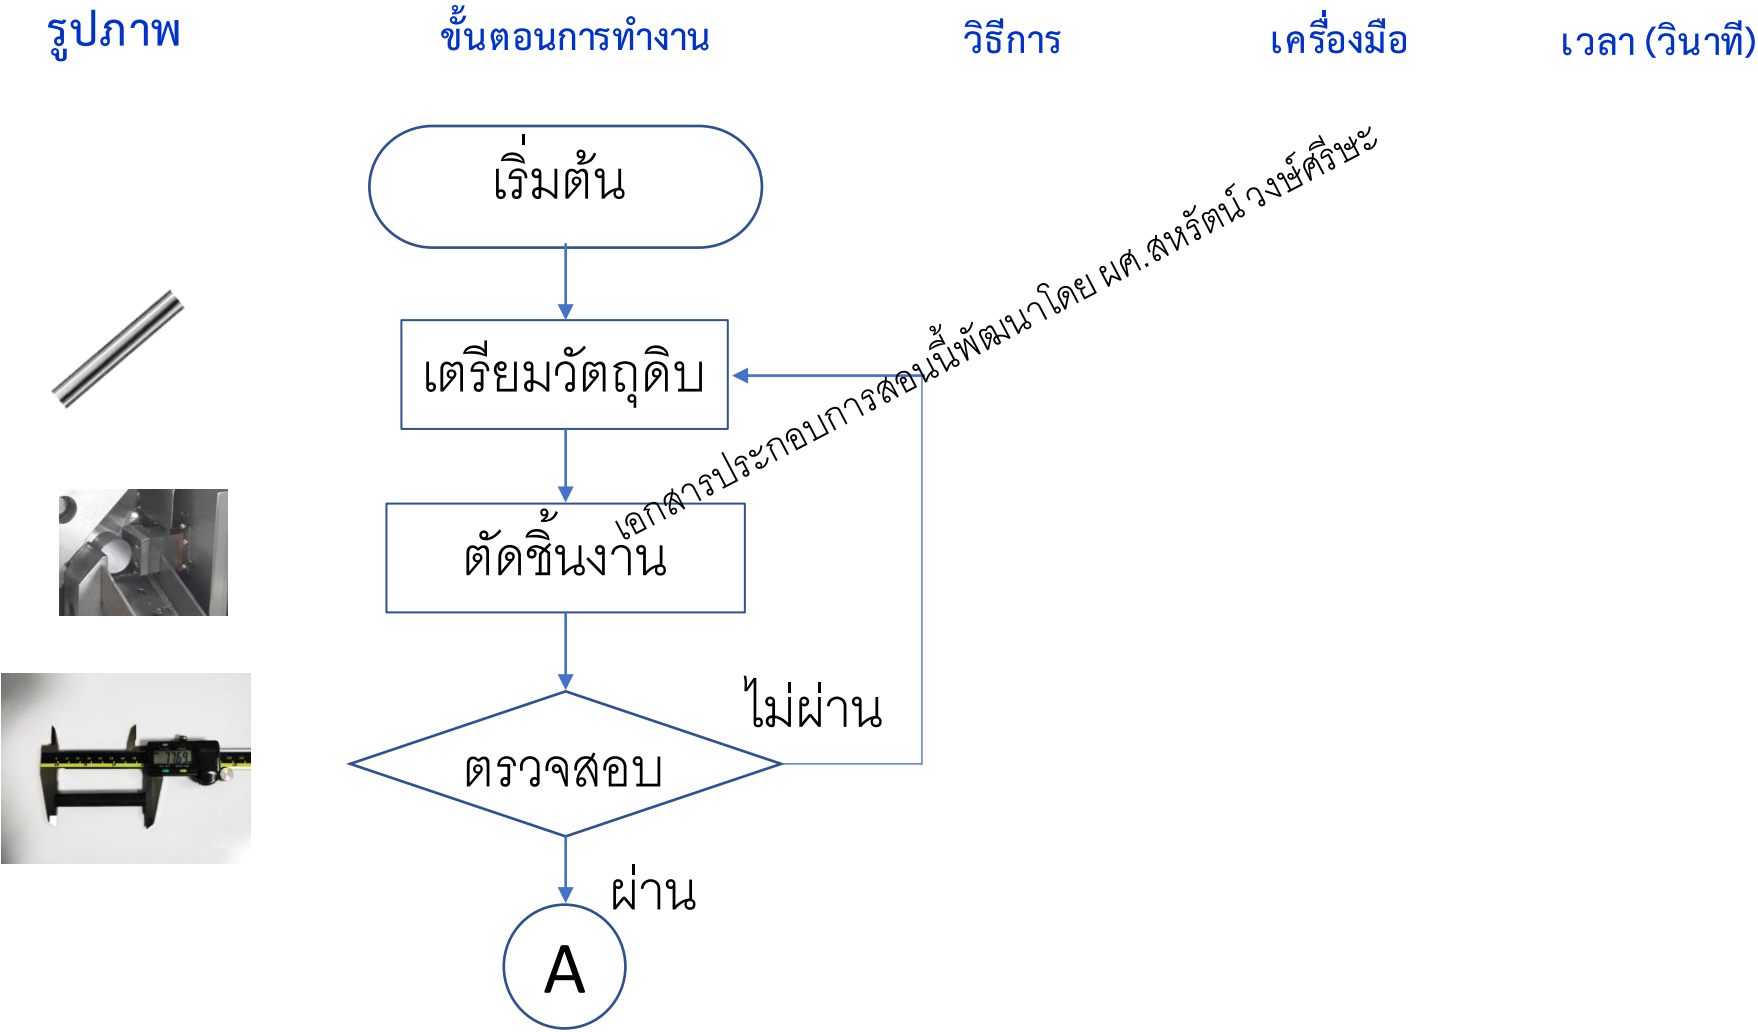 รูปภาพ
ขั้นตอนการทำงาน
วิธีการ
เครื่องมือ
เวลา (วินาที)
เริ่มต้น
เตรียมวัตถุดิบ
ตัดชิ้นงาน
ตรวจสอบ
ไม่ผ่าน
ผ่าน
A
เอกสารประกอบการสอนนี้พัฒนาโดย ผศ.สหรัตน์ วงษ์ศรีษะ